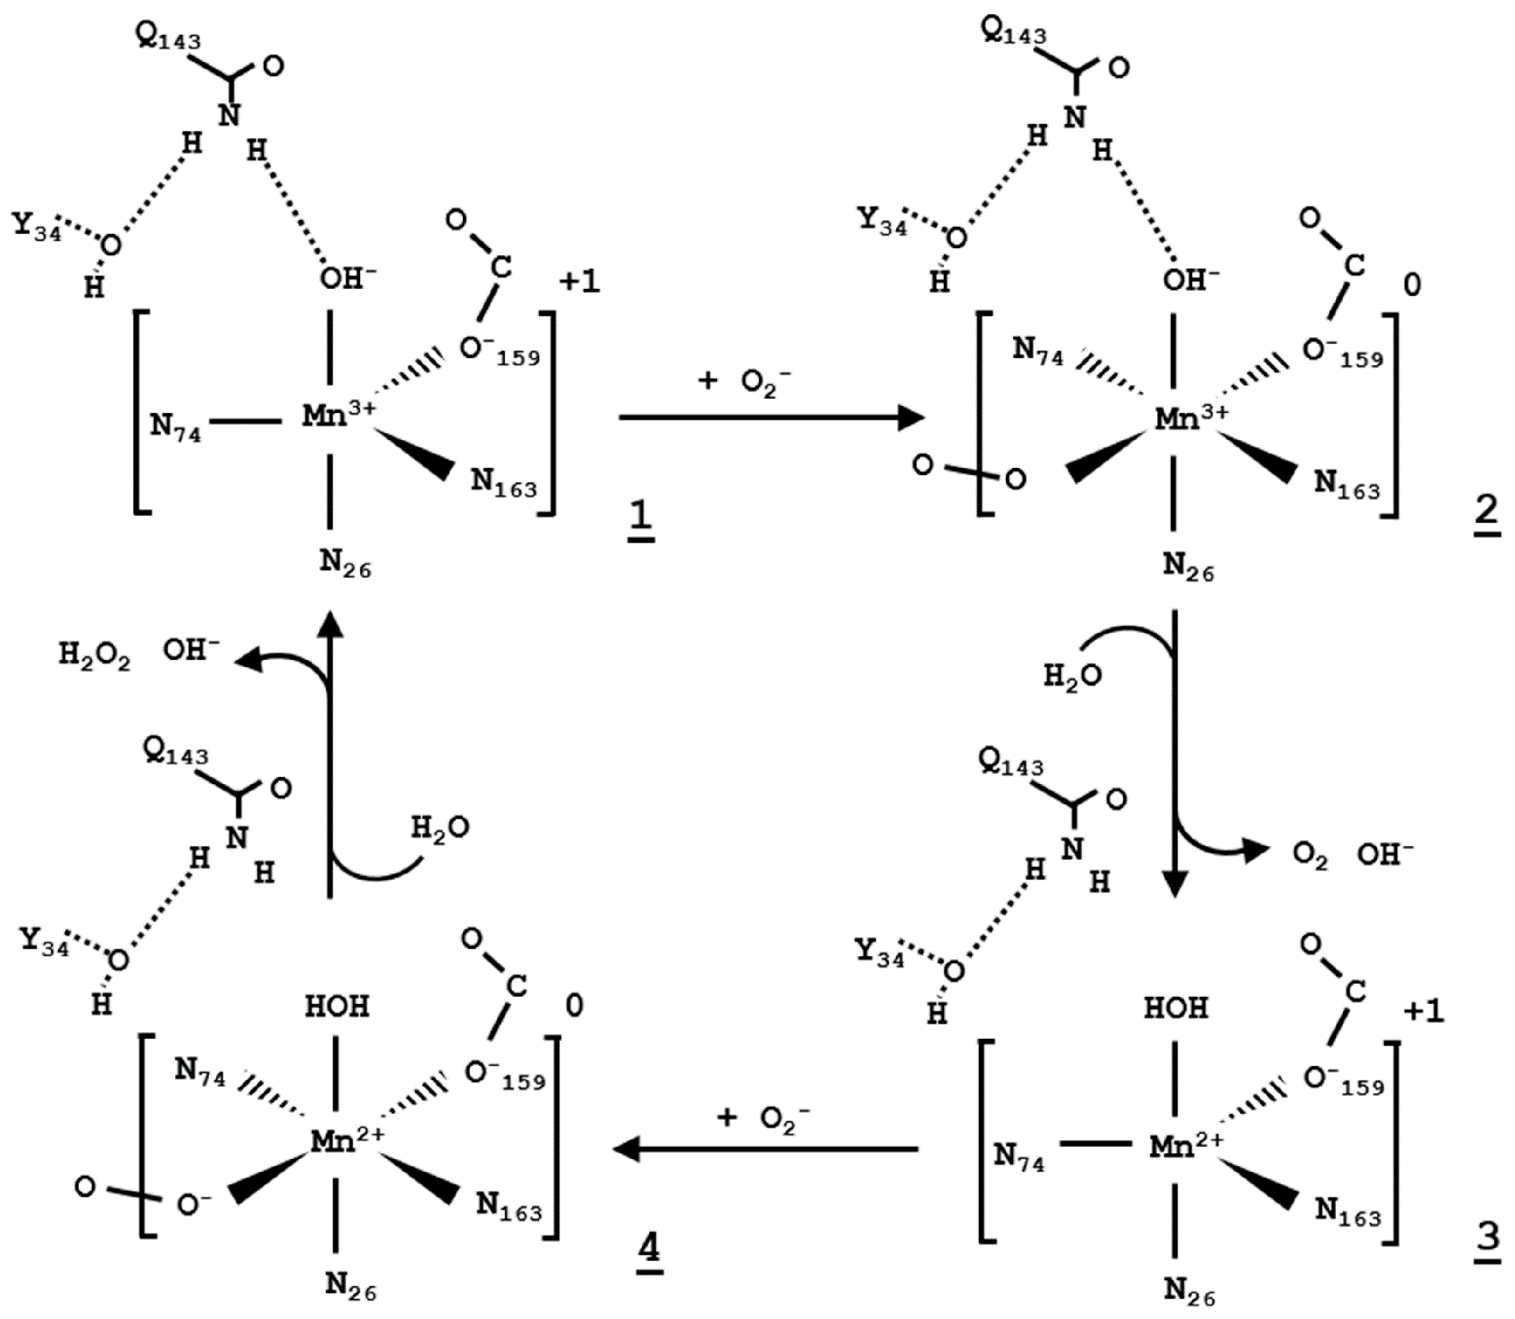 Q₁₄₃
O
N
H H
Y₃₄ O
H
OH⁻
O
C
+1
O⁻₁₅₉
N₇₄ Mn³⁺
N₁₆₃
N₂₆
1
+ O₂⁻
Q₁₄₃
O
N
H H
Y₃₄ O
H
OH⁻
O
C
0
N₇₄ O⁻₁₅₉
Mn³⁺
O O N₁₆₃
N₂₆
2
H₂O₂ OH⁻
H₂O
H₂O
O₂ OH⁻
Q₁₄₃
O
N
H H
Y₃₄ O
H
HOH
O
C
0
N₇₄ O⁻₁₅₉
Mn²⁺
O O⁻ N₁₆₃
N₂₆
4
+ O₂⁻
Q₁₄₃
O
N
H H
Y₃₄ O
H
HOH
O
C
+1
O⁻₁₅₉
N₇₄ Mn²⁺
N₁₆₃
N₂₆
3